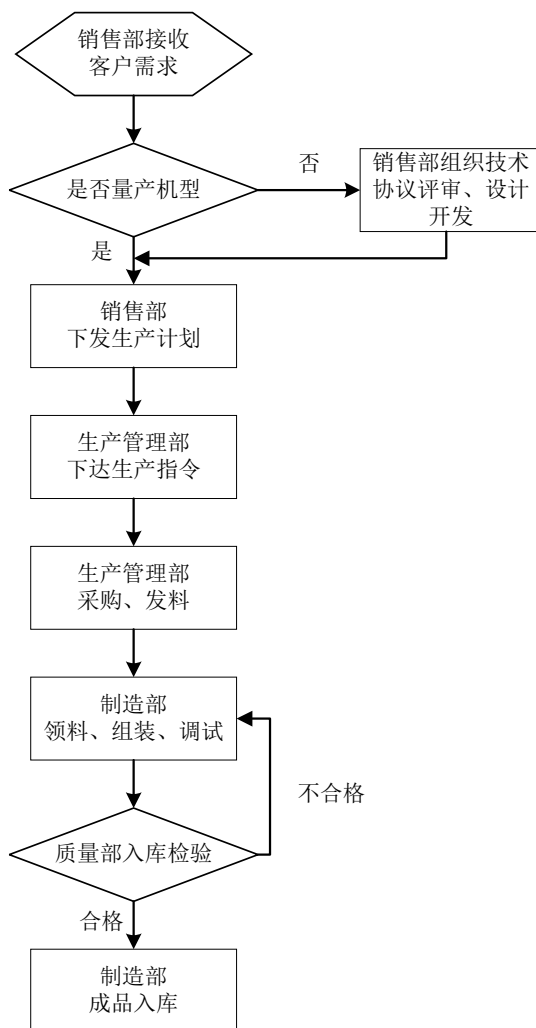 销售部接收
客户需求
是否量产机型
否
销售部组织技术
协议评审、设计
开发
是
销售部
下发生产计划
生产管理部
下达生产指令
生产管理部
采购、发料
制造部
领料、组装、调试
不合格
质量部入库检验
合格
制造部
成品入库